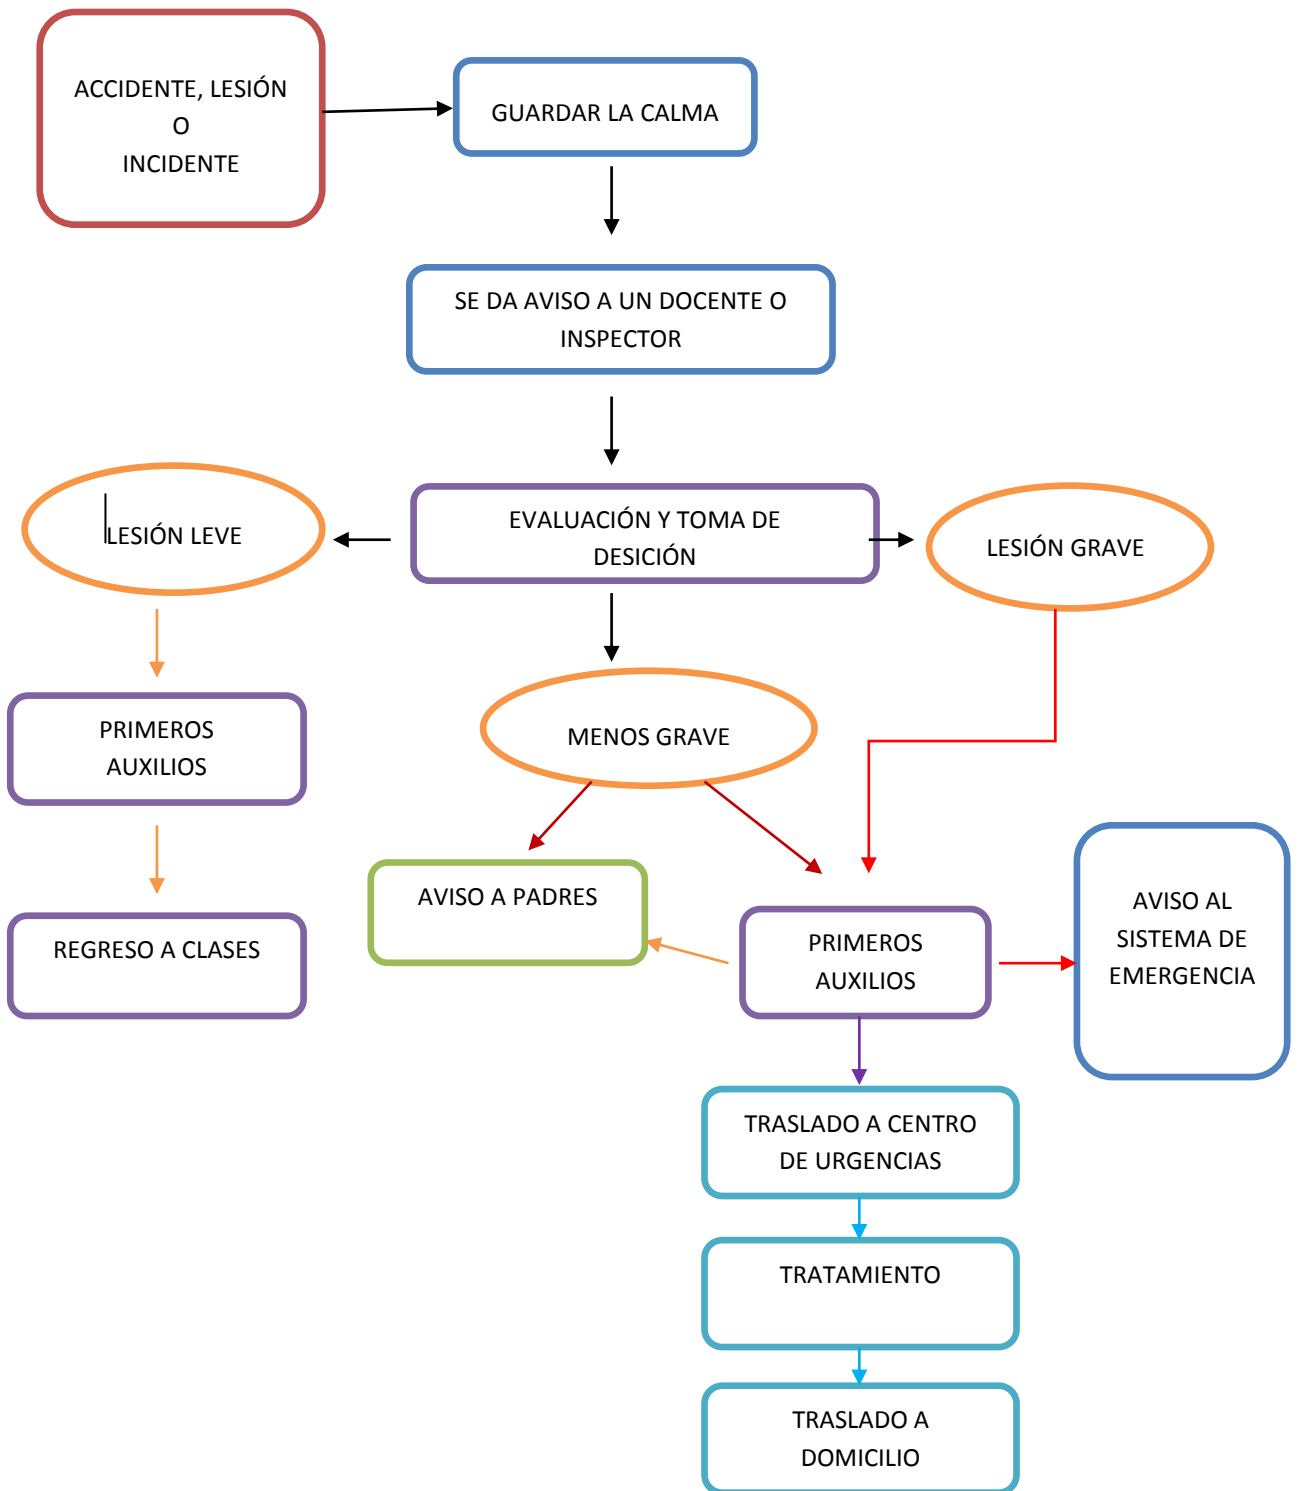 ACCIDENTE, LESIÓN
O
INCIDENTE
GUARDAR LA CALMA
SE DA AVISO A UN DOCENTE O
INSPECTOR
LESIÓN LEVE
EVALUACIÓN Y TOMA DE
DESICIÓN
LESIÓN GRAVE
PRIMEROS
AUXILIOS
MENOS GRAVE
REGRESO A CLASES
AVISO A PADRES
PRIMEROS
AUXILIOS
AVISO AL
SISTEMA DE
EMERGENCIA
TRASLADO A CENTRO
DE URGENCIAS
TRATAMIENTO
TRASLADO A
DOMICILIO